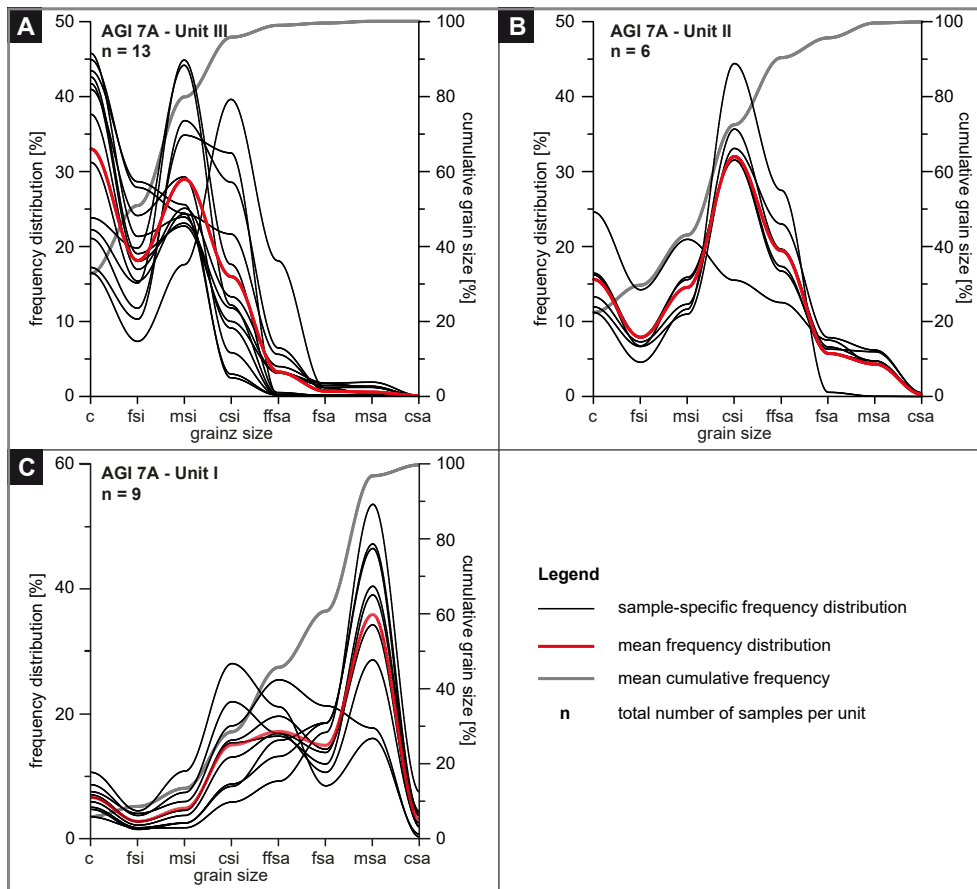 A
AGI 7A - Unit III
n = 13
frequency distribution [%]
50
40
30
20
10
0
cumulative grain size [%]
100
80
60
40
20
0
c fsi msi csi ffsa fsa msa csa
grainz size
B
AGI 7A - Unit II
n = 6
frequency distribution [%]
50
40
30
20
10
0
cumulative grain size [%]
100
80
60
40
20
0
c fsi msi csi ffsa fsa msa csa
grain size
C
AGI 7A - Unit I
n = 9
frequency distribution [%]
60
40
20
0
cumulative grain size [%]
100
80
60
40
20
0
c fsi msi csi ffsa fsa msa csa
grain size
Legend
sample-specific frequency distribution
mean frequency distribution
mean cumulative frequency
n total number of samples per unit